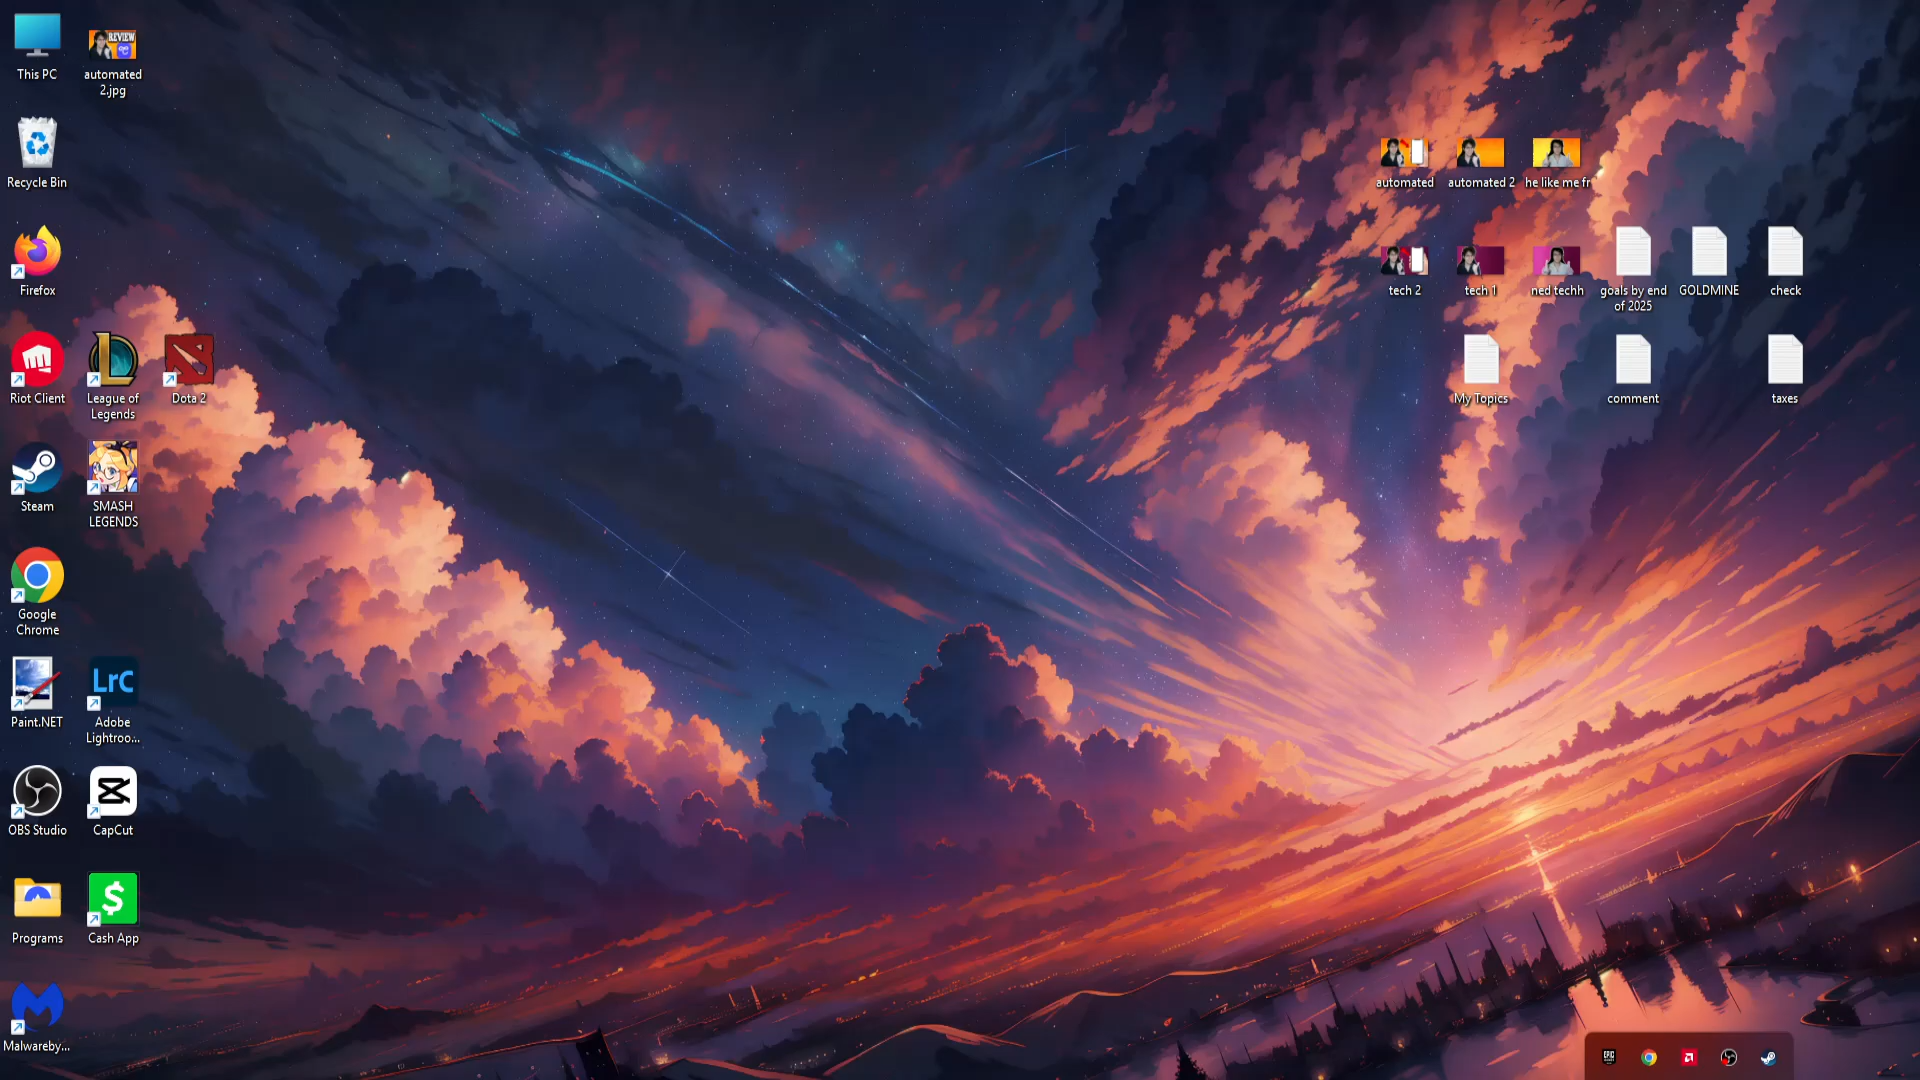 This PC
REVIEW
automated
2.jpg
Recycle Bin
Firefox
Riot Client
League of
Legends
Dota 2
Steam
SMASH
LEGENDS
Google
Chrome
Paint.NET
LrC
Adobe
Lightroo...
OBS Studio
CapCut
Programs
$
Cash App
Malwareby...
automated
automated 2
he like me fr
tech 2
tech 1
ned techh
goals by end
of 2025
GOLDMINE
check
My Topics
comment
taxes
EPIC